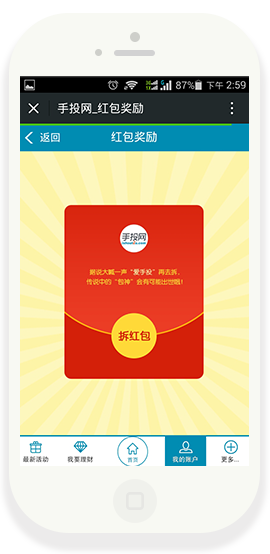 87% 下午 2:59
手投网_红包奖励
返回 红包奖励
手投网
据说大喊一声“爱手投”再去拆,
传说中的“包神”会有可能出世哦!
拆红包
最新活动 我要理财 首页 我的账户 更多...